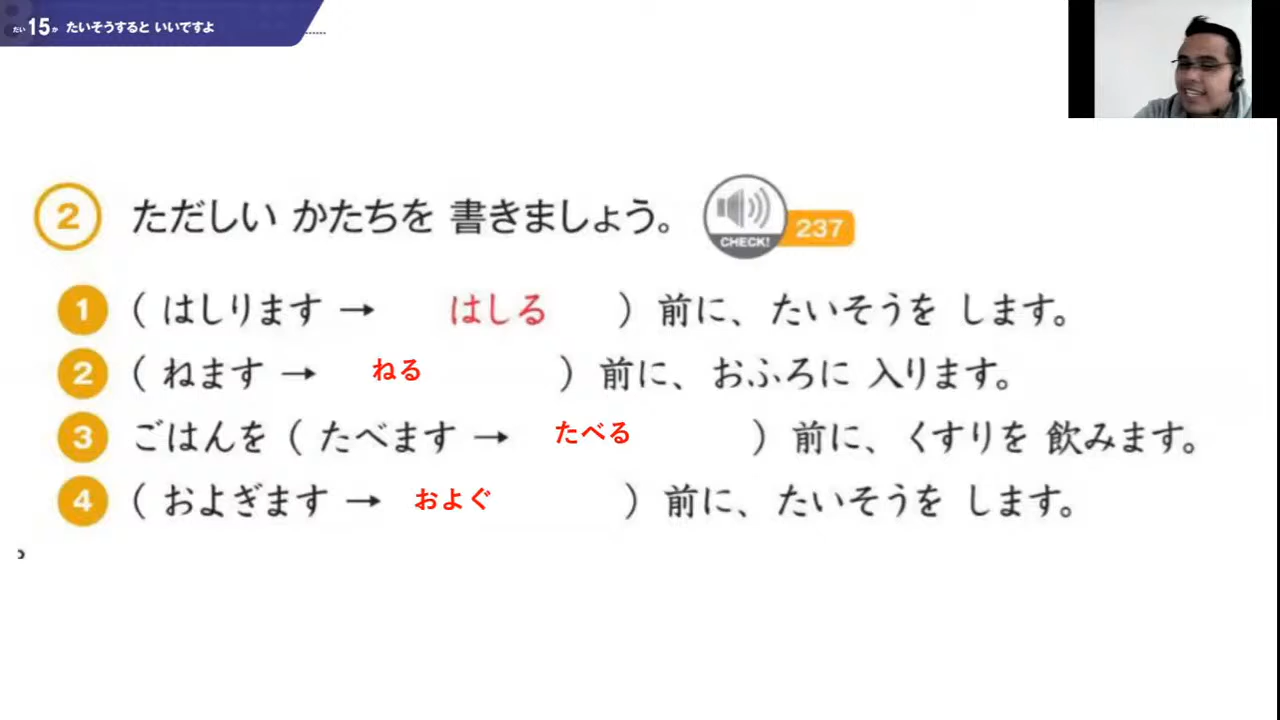 だい15か たいそうすると いいですよ
2 ただしい かたちを 書きましょう。 CHECK! 237
1 ( はしります → はしる ) 前に、たいそうを します。
2 ( ねます → ねる ) 前に、おふろに 入ります。
3 ごはんを ( たべます → たべる ) 前に、くすりを 飲みます。
4 ( およぎます → およぐ ) 前に、たいそうを します。